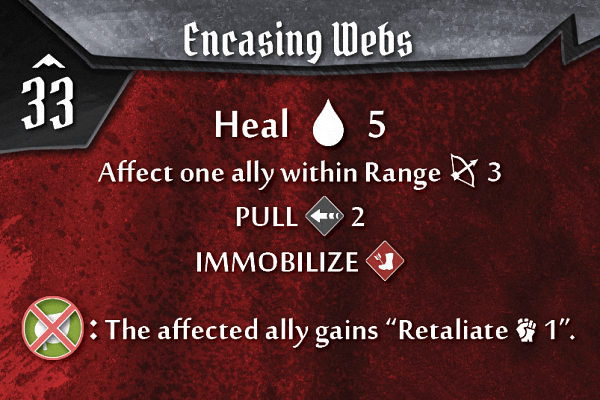 Encasing Webs
33
Heal 5
Affect one ally within Range 3
PULL 2
IMMOBILIZE
: The affected ally gains “Retaliate 1”.